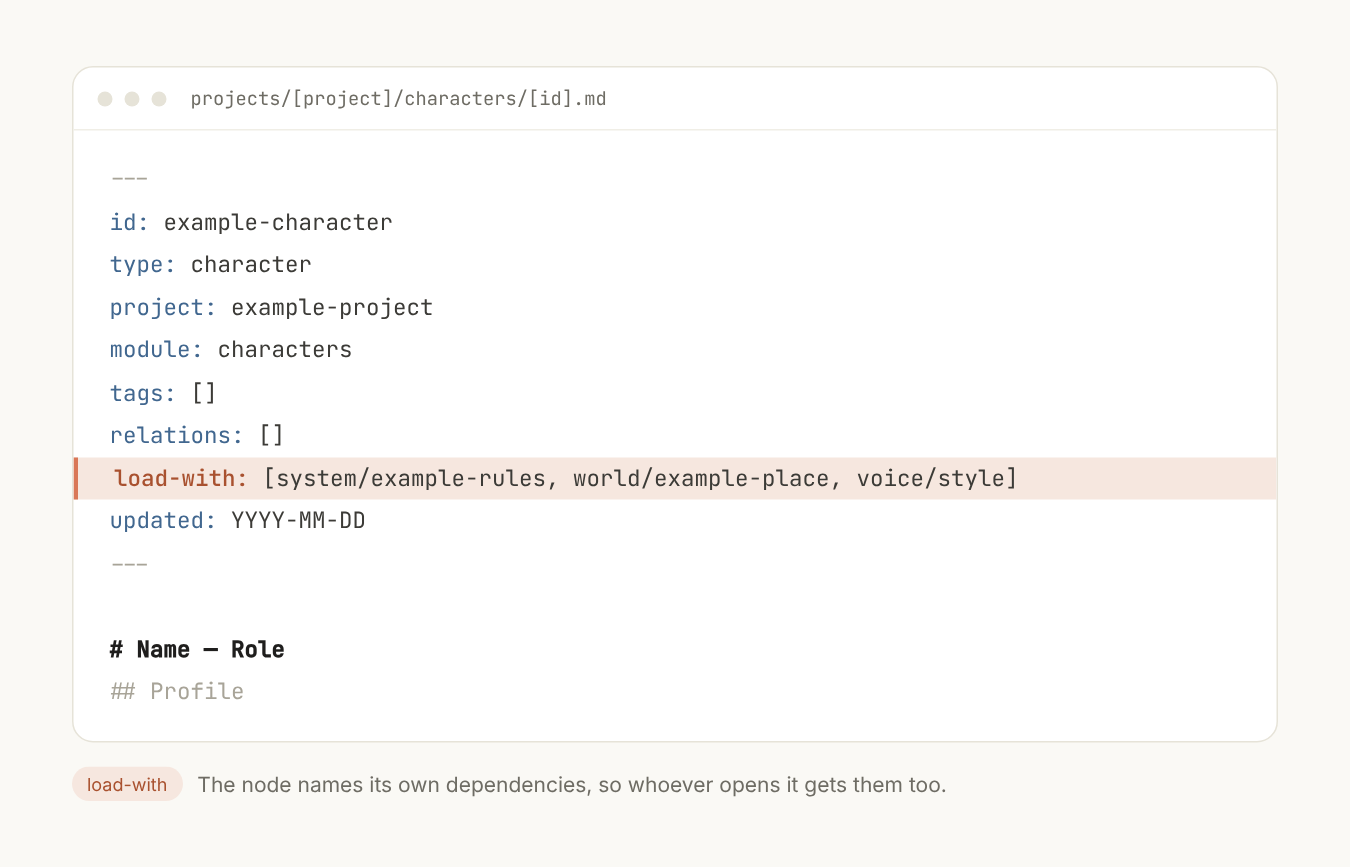 projects/[project]/characters/[id].md
---
id: example-character
type: character
project: example-project
module: characters
tags: []
relations: []
load-with: [system/example-rules, world/example-place, voice/style]
updated: YYYY-MM-DD
---
# Name — Role
## Profile
load-with The node names its own dependencies, so whoever opens it gets them too.